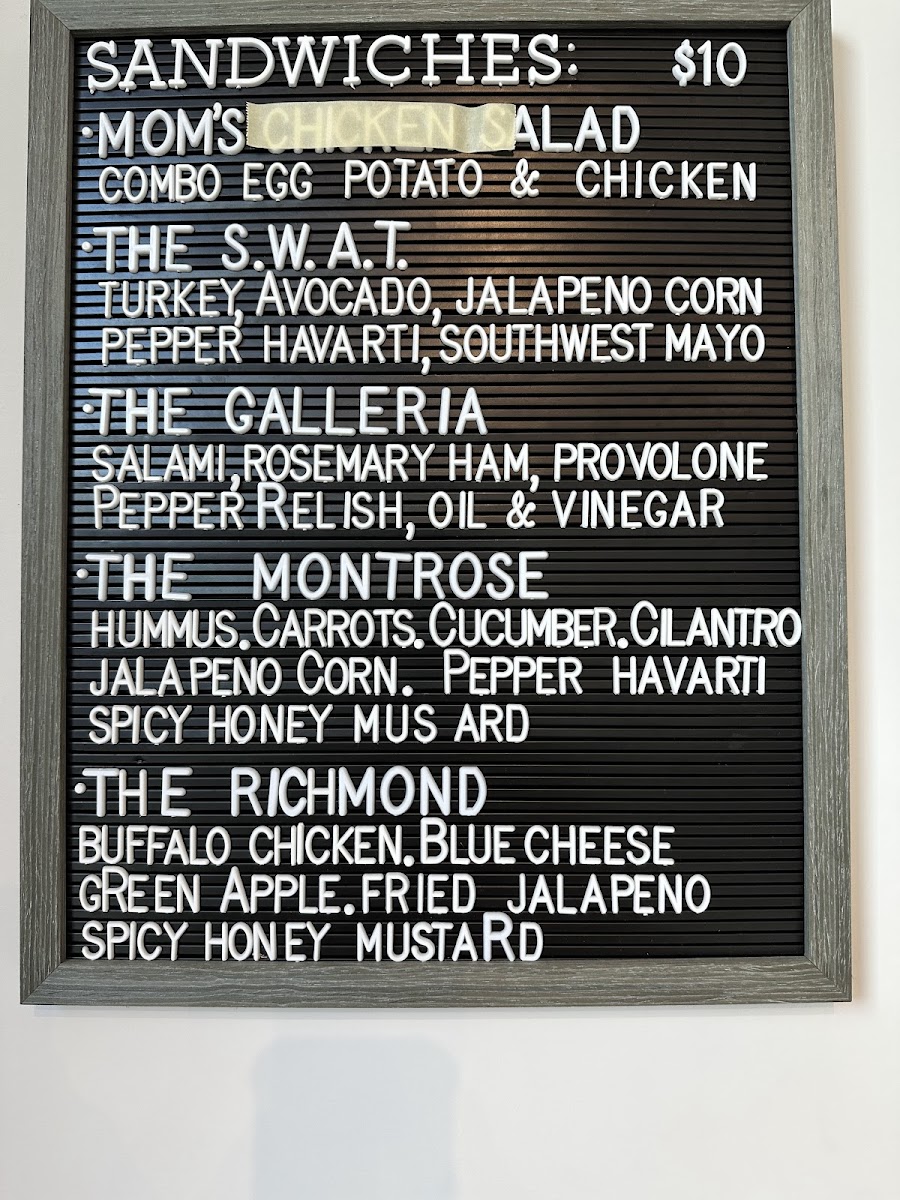 SANDWICHES: $10
·MOM'S CHICKEN SALAD
COMBO EGG POTATO & CHICKEN
·THE S.W.A.T.
TURKEY, AVOCADO, JALAPENO CORN
PEPPER HAVARTI, SOUTHWEST MAYO
·THE GALLERIA
SALAMI, ROSEMARY HAM, PROVOLONE
PEPPER RELISH, OIL & VINEGAR
·THE MONTROSE
HUMMUS. CARROTS. CUCUMBER. CILANTRO
JALAPENO CORN. PEPPER HAVARTI
SPICY HONEY MUS ARD
·THE RICHMOND
BUFFALO CHICKEN. BLUE CHEESE
GREEN APPLE. FRIED JALAPENO
SPICY HONEY MUSTARD